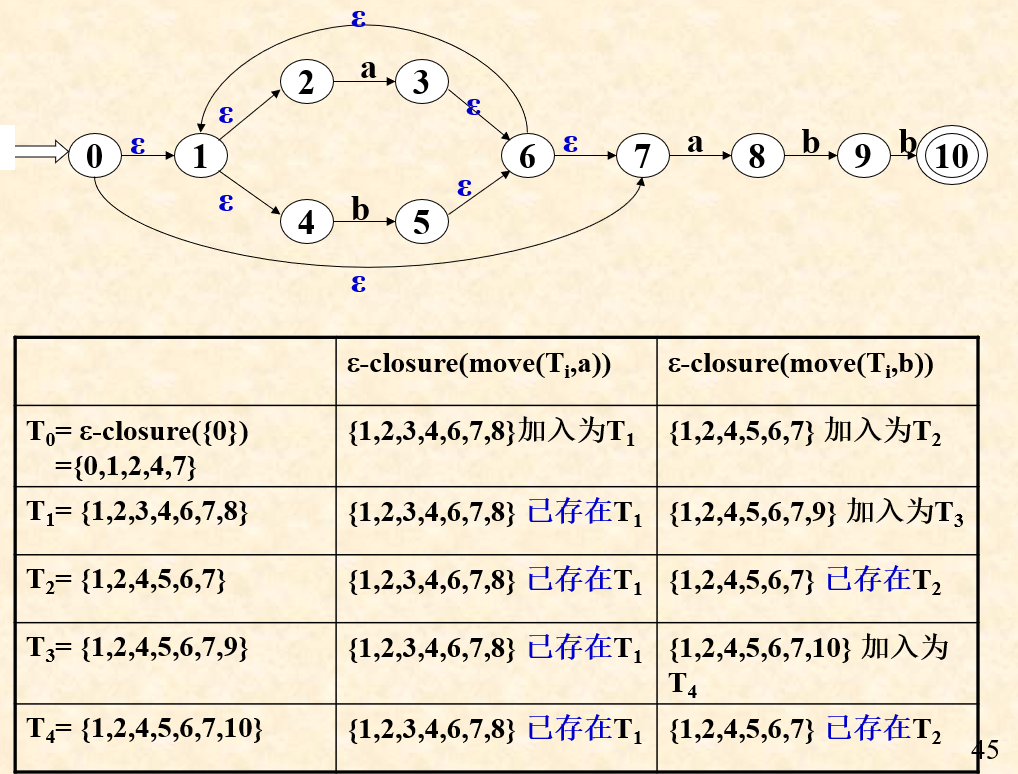 ε
2 a 3
ε ε
0 ε 1 6 ε 7 a 8 b 9 b 10
ε ε
4 b 5
ε
ε-closure(move(Tᵢ,a)) ε-closure(move(Tᵢ,b))
T₀= ε-closure({0}) {1,2,3,4,6,7,8}加入为T₁ {1,2,4,5,6,7} 加入为T₂
={0,1,2,4,7}
T₁= {1,2,3,4,6,7,8} {1,2,3,4,6,7,8} 已存在T₁ {1,2,4,5,6,7,9} 加入为T₃
T₂= {1,2,4,5,6,7} {1,2,3,4,6,7,8} 已存在T₁ {1,2,4,5,6,7} 已存在T₂
T₃= {1,2,4,5,6,7,9} {1,2,3,4,6,7,8} 已存在T₁ {1,2,4,5,6,7,10} 加入为
T₄
T₄= {1,2,4,5,6,7,10} {1,2,3,4,6,7,8} 已存在T₁ {1,2,4,5,6,7} 已存在T₂
45